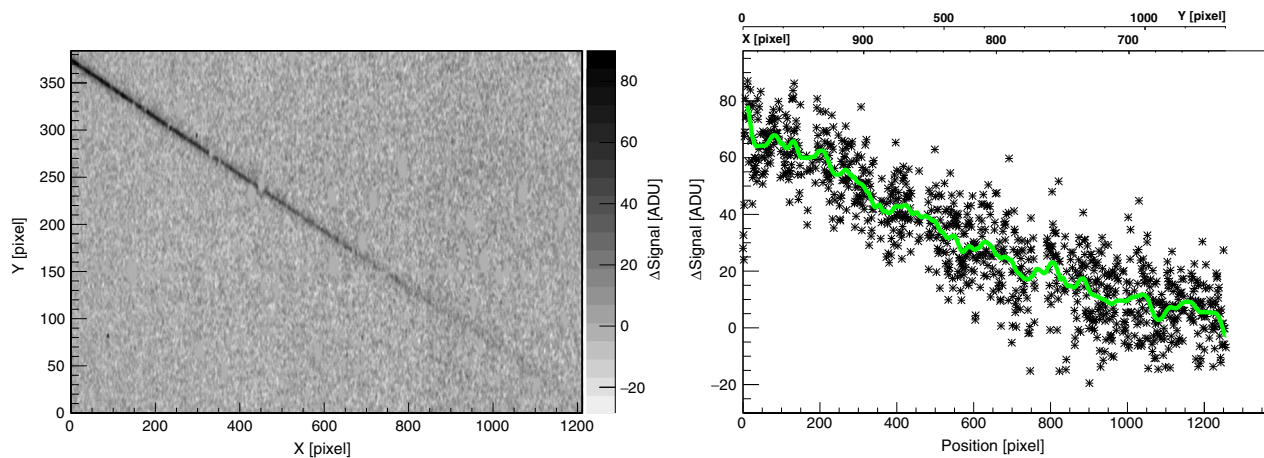 350
300
250
200
150
100
50
0
Y [pixel]
0 200 400 600 800 1000 1200
X [pixel]
80
60
40
20
0
−20
ΔSignal [ADU]
0 500 1000 Y [pixel]
X [pixel] 900 800 700
80
60
40
20
0
−20
ΔSignal [ADU]
0 200 400 600 800 1000 1200
Position [pixel]